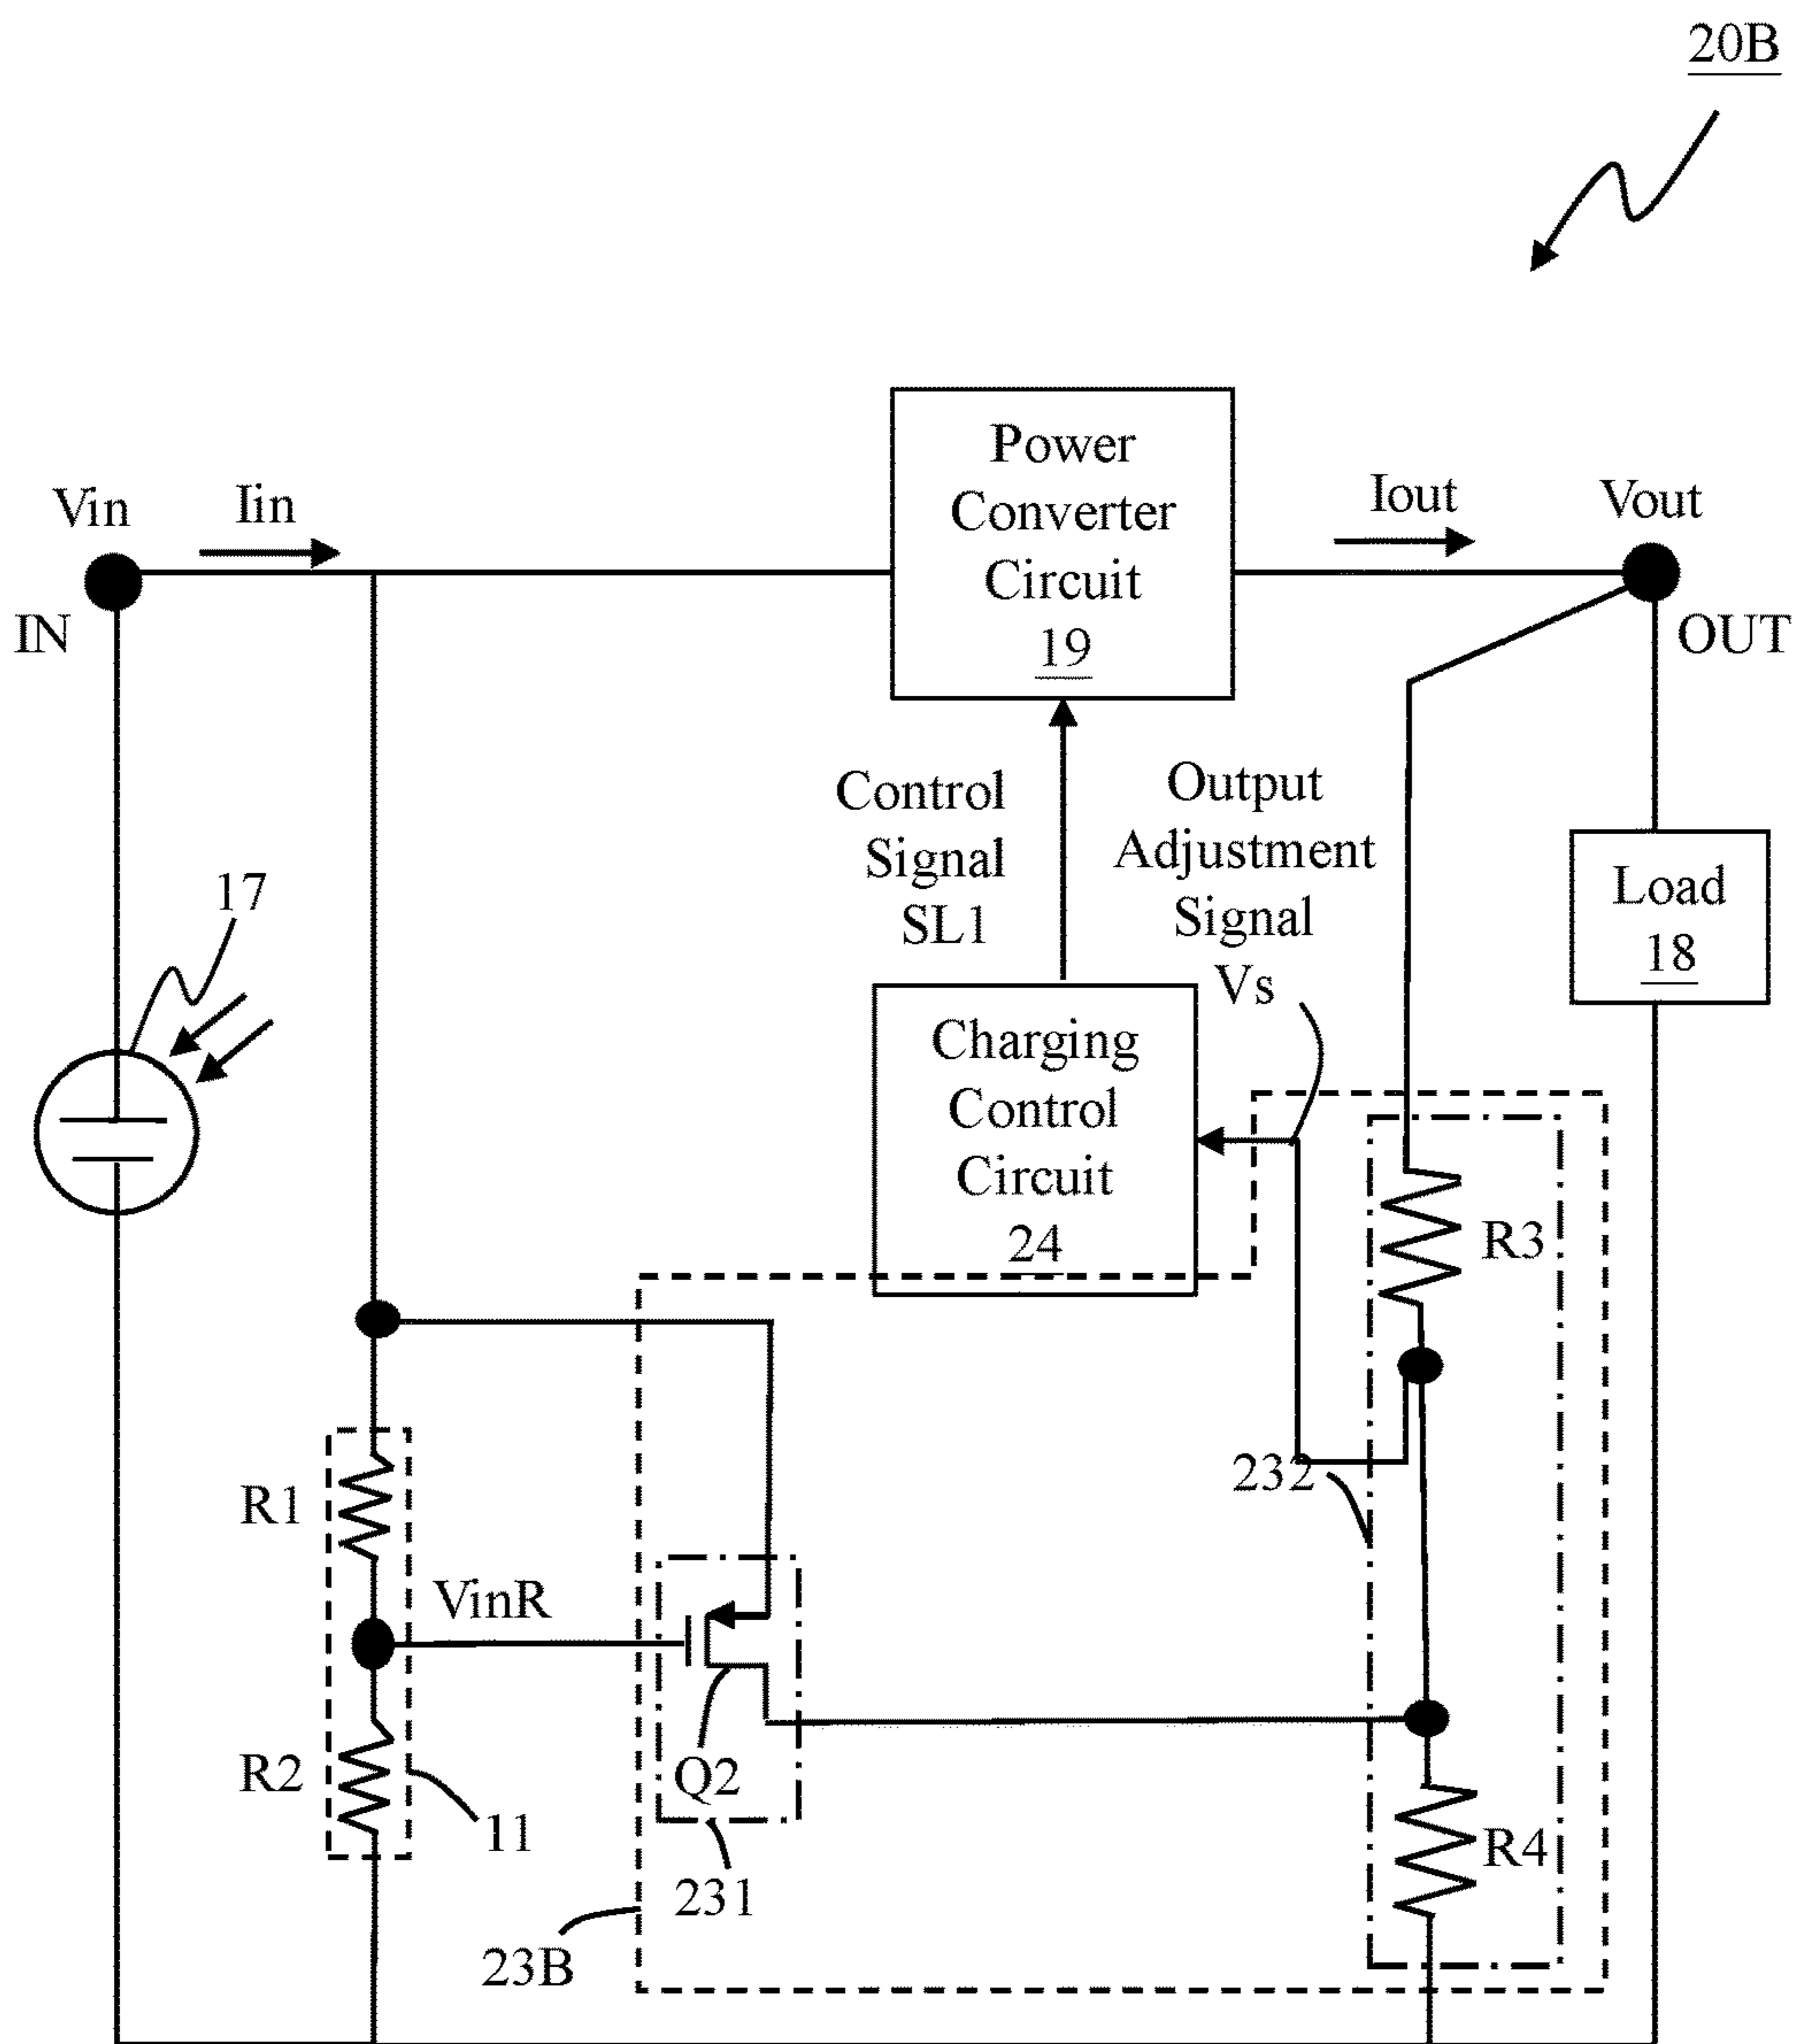 20B
Power
Converter
Circuit
19
Vin
Iin
Iout
Vout
IN
OUT
Control
Signal
SL1
Output
Adjustment
Signal
Vs
Load
18
17
Charging
Control
Circuit
24
R3
232
R1
VinR
R2
11
Q2
231
R4
23B